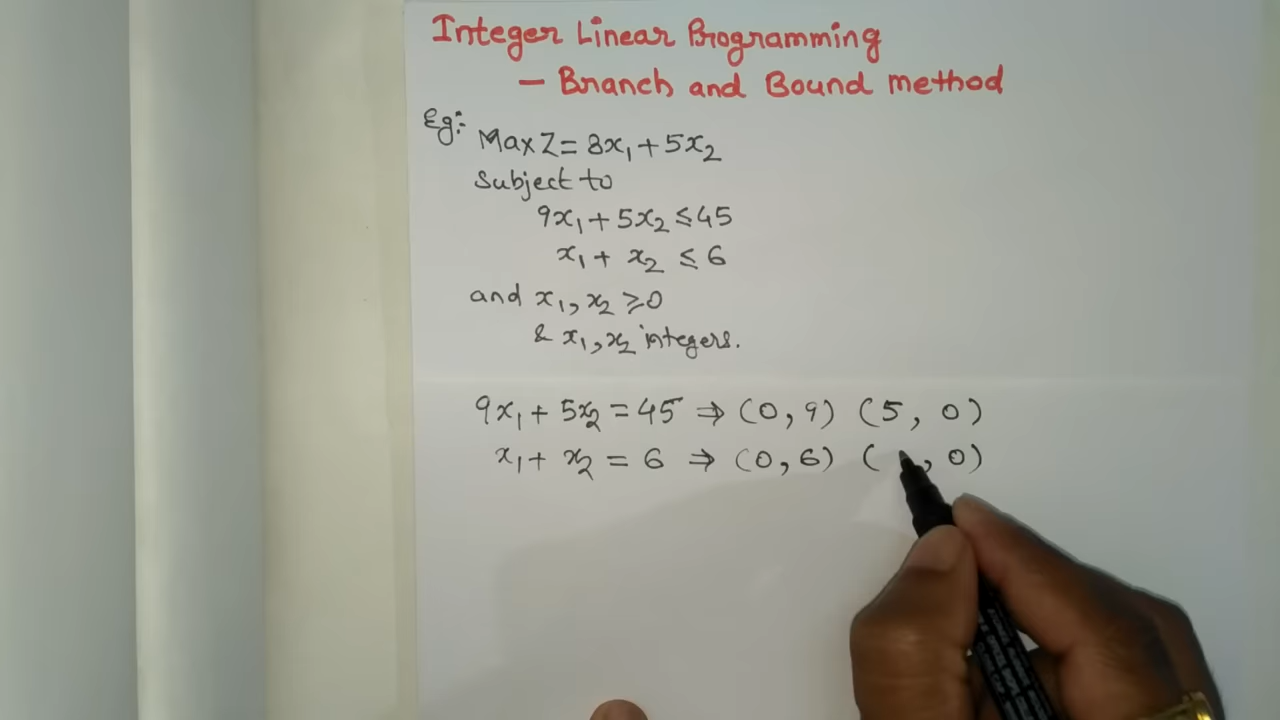 Integer Linear Programming
— Branch and Bound method
Eg:-
Max Z = 8x₁ + 5x₂
Subject to
9x₁ + 5x₂ ≤ 45
x₁ + x₂ ≤ 6
and x₁, x₂ ≥ 0
& x₁, x₂ integers.
9x₁ + 5x₂ = 45 ⇒ (0, 9) (5, 0)
x₁ + x₂ = 6 ⇒ (0, 6) ( , 0)